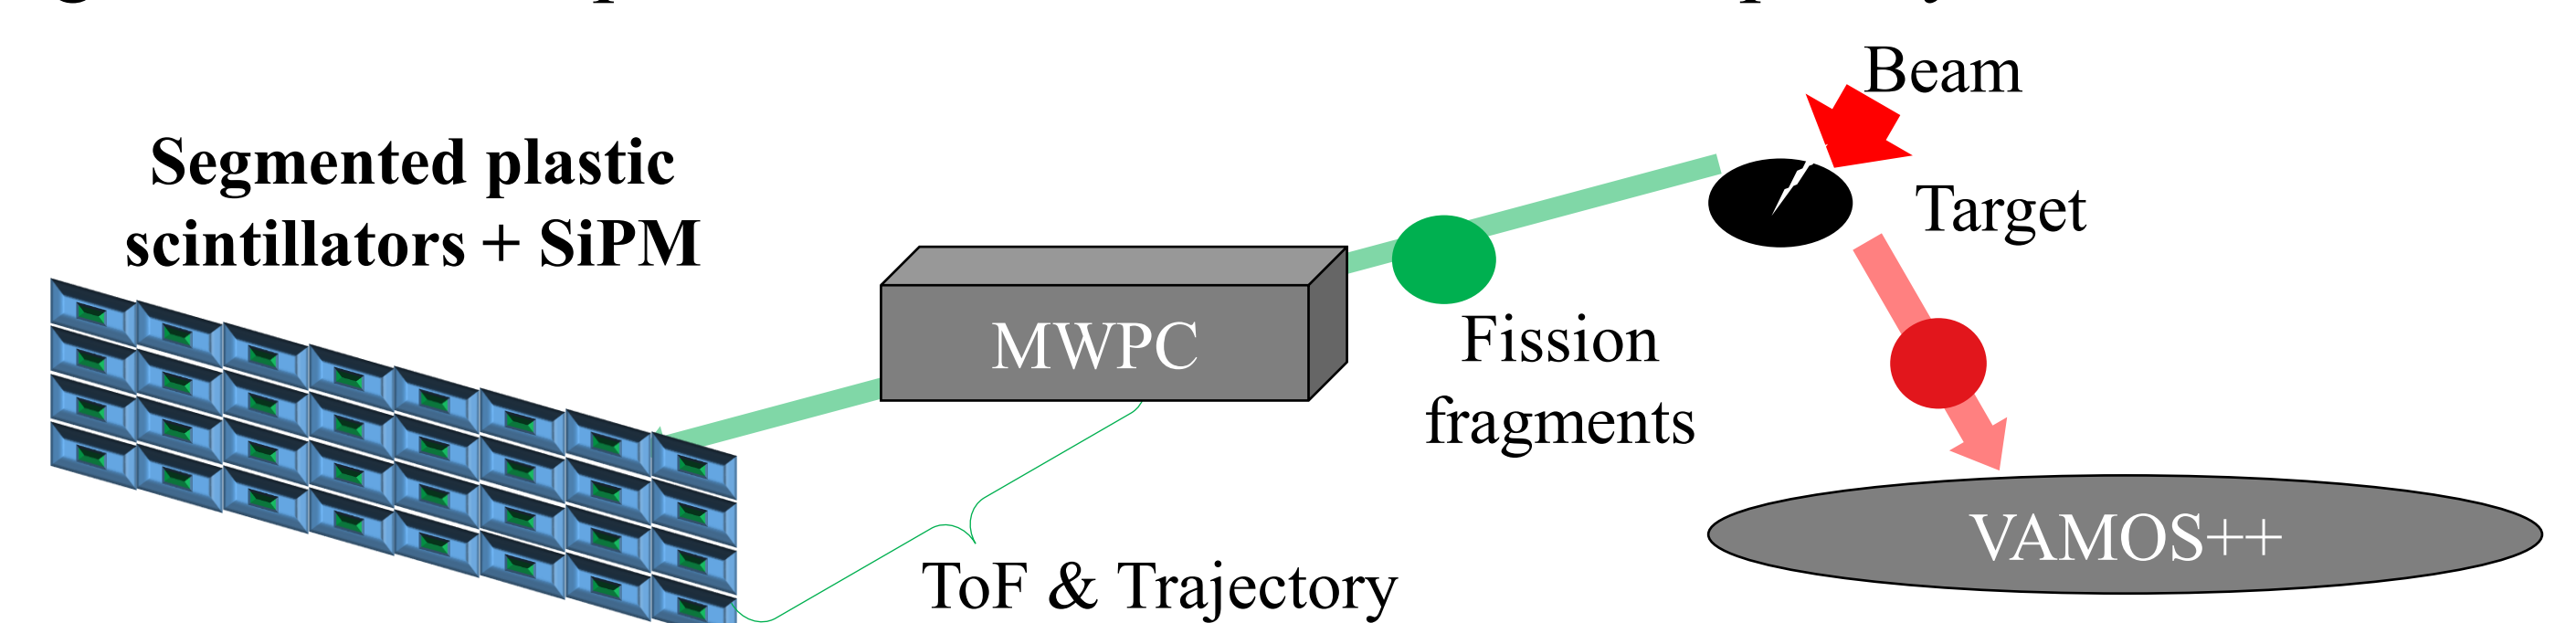 Beam
Segmented plastic
scintillators + SiPM
Target
MWPC
Fission
fragments
VAMOS++
ToF & Trajectory